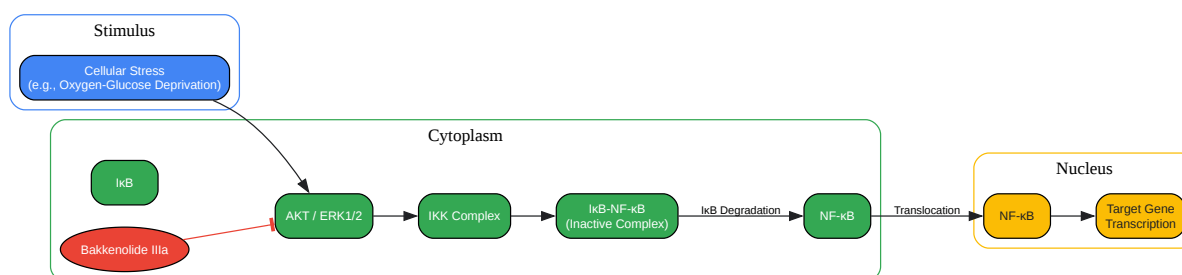 Stimulus
Cellular Stress
(e.g., Oxygen-Glucose Deprivation)
Cytoplasm
IκB
AKT / ERK1/2
IKK Complex
IκB-NF-κB
(Inactive Complex)
IκB Degradation
NF-κB
Translocation
Bakkenolide IIIa
Nucleus
NF-κB
Target Gene
Transcription